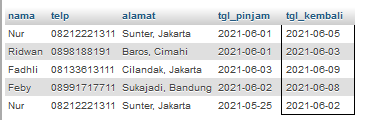 nama telp alamat tgl_pinjam tgl_kembali
Nur 08212221311 Sunter, Jakarta 2021-06-01 2021-06-05
Ridwan 0898188191 Baros, Cimahi 2021-06-01 2021-06-03
Fadhli 08133613111 Cilandak, Jakarta 2021-06-03 2021-06-09
Feby 08991717711 Sukajadi, Bandung 2021-06-02 2021-06-08
Nur 08212221311 Sunter, Jakarta 2021-05-25 2021-06-02